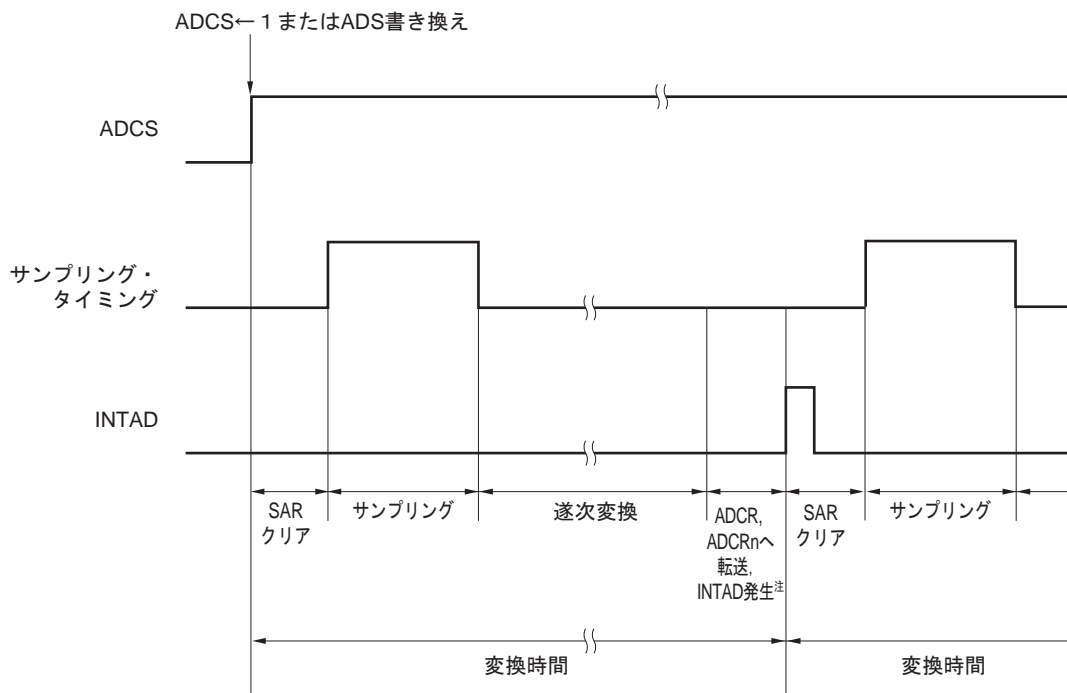 ADCS←1またはADS書き換え
ADCS
サンプリング・
タイミング
INTAD
SAR
クリア
サンプリング
逐次変換
ADCR,
ADCRnへ
転送,
INTAD発生注
SAR
クリア
サンプリング
変換時間
変換時間